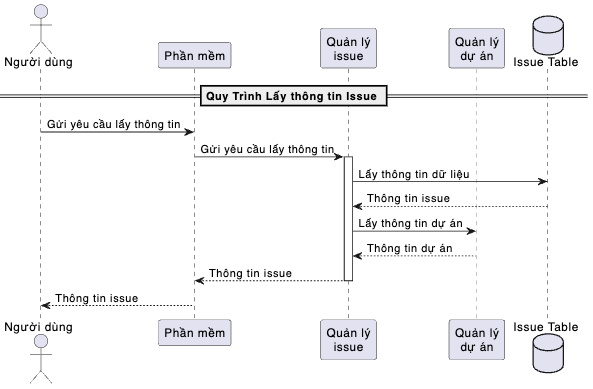 Người dùng
Phần mềm
Quản lý
issue
Quản lý
dự án
Issue Table
Quy Trình Lấy thông tin Issue
Gửi yêu cầu lấy thông tin
Gửi yêu cầu lấy thông tin
Lấy thông tin dữ liệu
Thông tin issue
Lấy thông tin dự án
Thông tin dự án
Thông tin issue
Thông tin issue
Người dùng
Phần mềm
Quản lý
issue
Quản lý
dự án
Issue Table